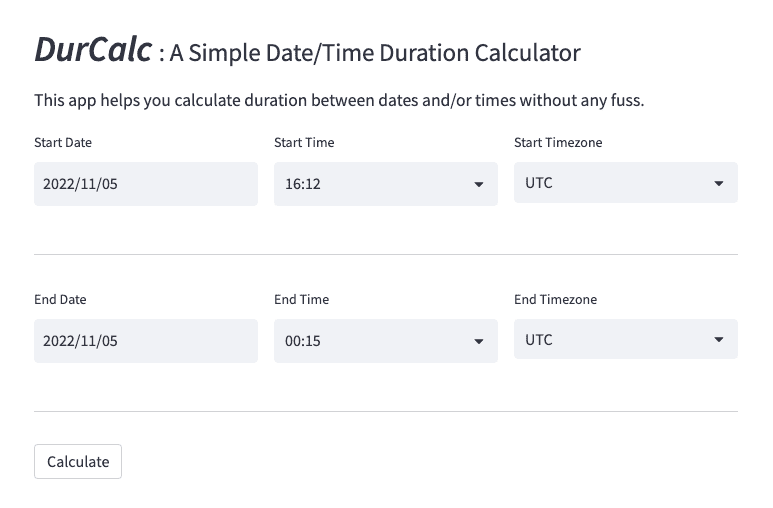 DurCalc : A Simple Date/Time Duration Calculator
This app helps you calculate duration between dates and/or times without any fuss.
Start Date Start Time Start Timezone
2022/11/05 16:12 UTC
End Date End Time End Timezone
2022/11/05 00:15 UTC
Calculate